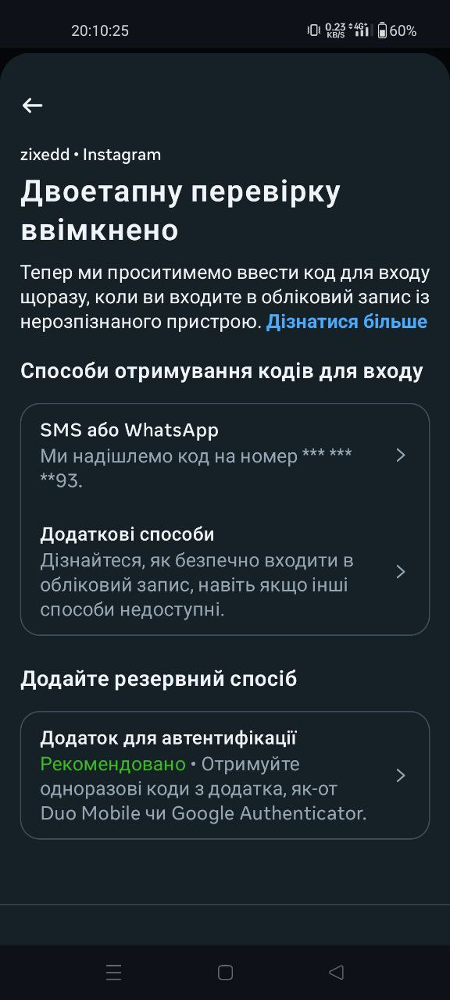 20:10:25
0.23 KB/S 4G+ 60%
zixedd • Instagram
Двоетапну перевірку
ввімкнено
Тепер ми проситимемо ввести код для входу
щоразу, коли ви входите в обліковий запис із
нерозпізнаного пристрою. Дізнатися більше
Способи отримування кодів для входу
SMS або WhatsApp
Ми надішлемо код на номер *** ***
**93.
Додаткові способи
Дізнайтеся, як безпечно входити в
обліковий запис, навіть якщо інші
способи недоступні.
Додайте резервний спосіб
Додаток для автентифікації
Рекомендовано • Отримуйте
одноразові коди з додатка, як-от
Duo Mobile чи Google Authenticator.